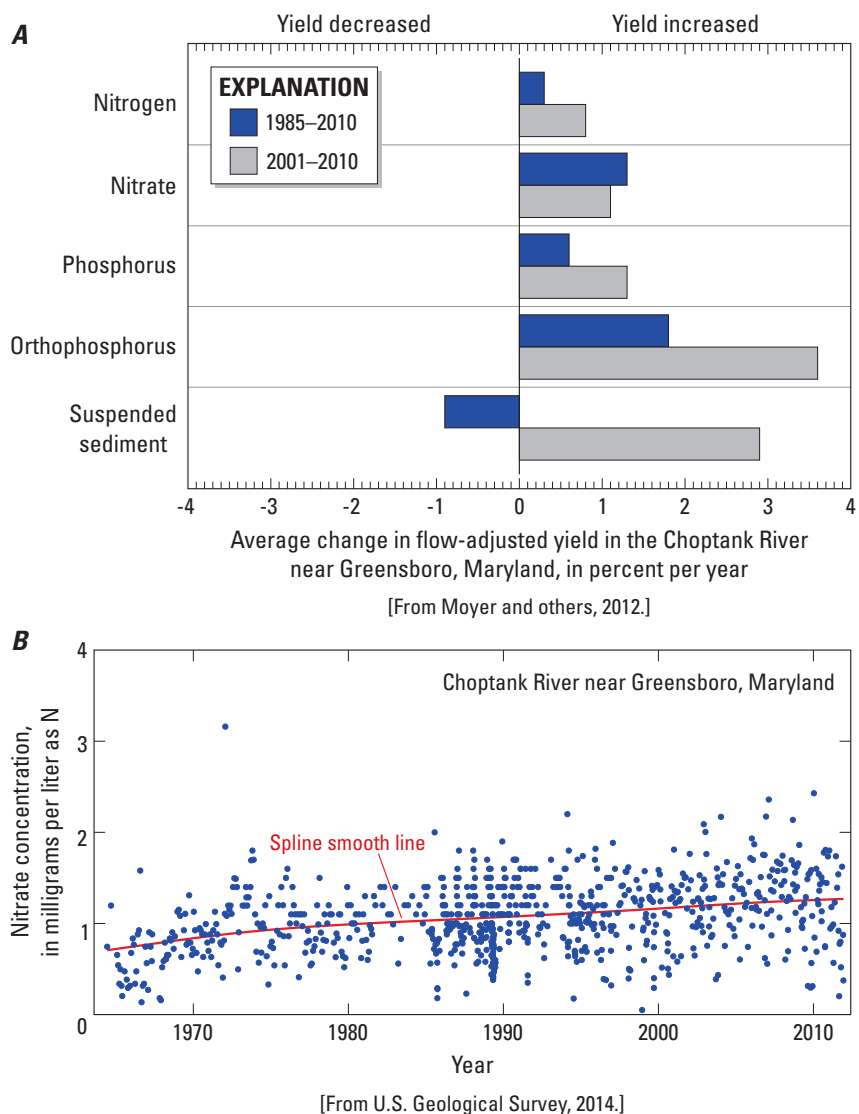 A
Yield decreased
Yield increased
EXPLANATION
1985–2010
2001–2010
Nitrogen
Nitrate
Phosphorus
Orthophosphorus
Suspended
sediment
-4 -3 -2 -1 0 1 2 3 4
Average change in flow-adjusted yield in the Choptank River
near Greensboro, Maryland, in percent per year
[From Moyer and others, 2012.]
B
Choptank River near Greensboro, Maryland
Nitrate concentration,
in milligrams per liter as N
4
3
2
1
0
Spline smooth line
1970 1980 1990 2000 2010
Year
[From U.S. Geological Survey, 2014.]